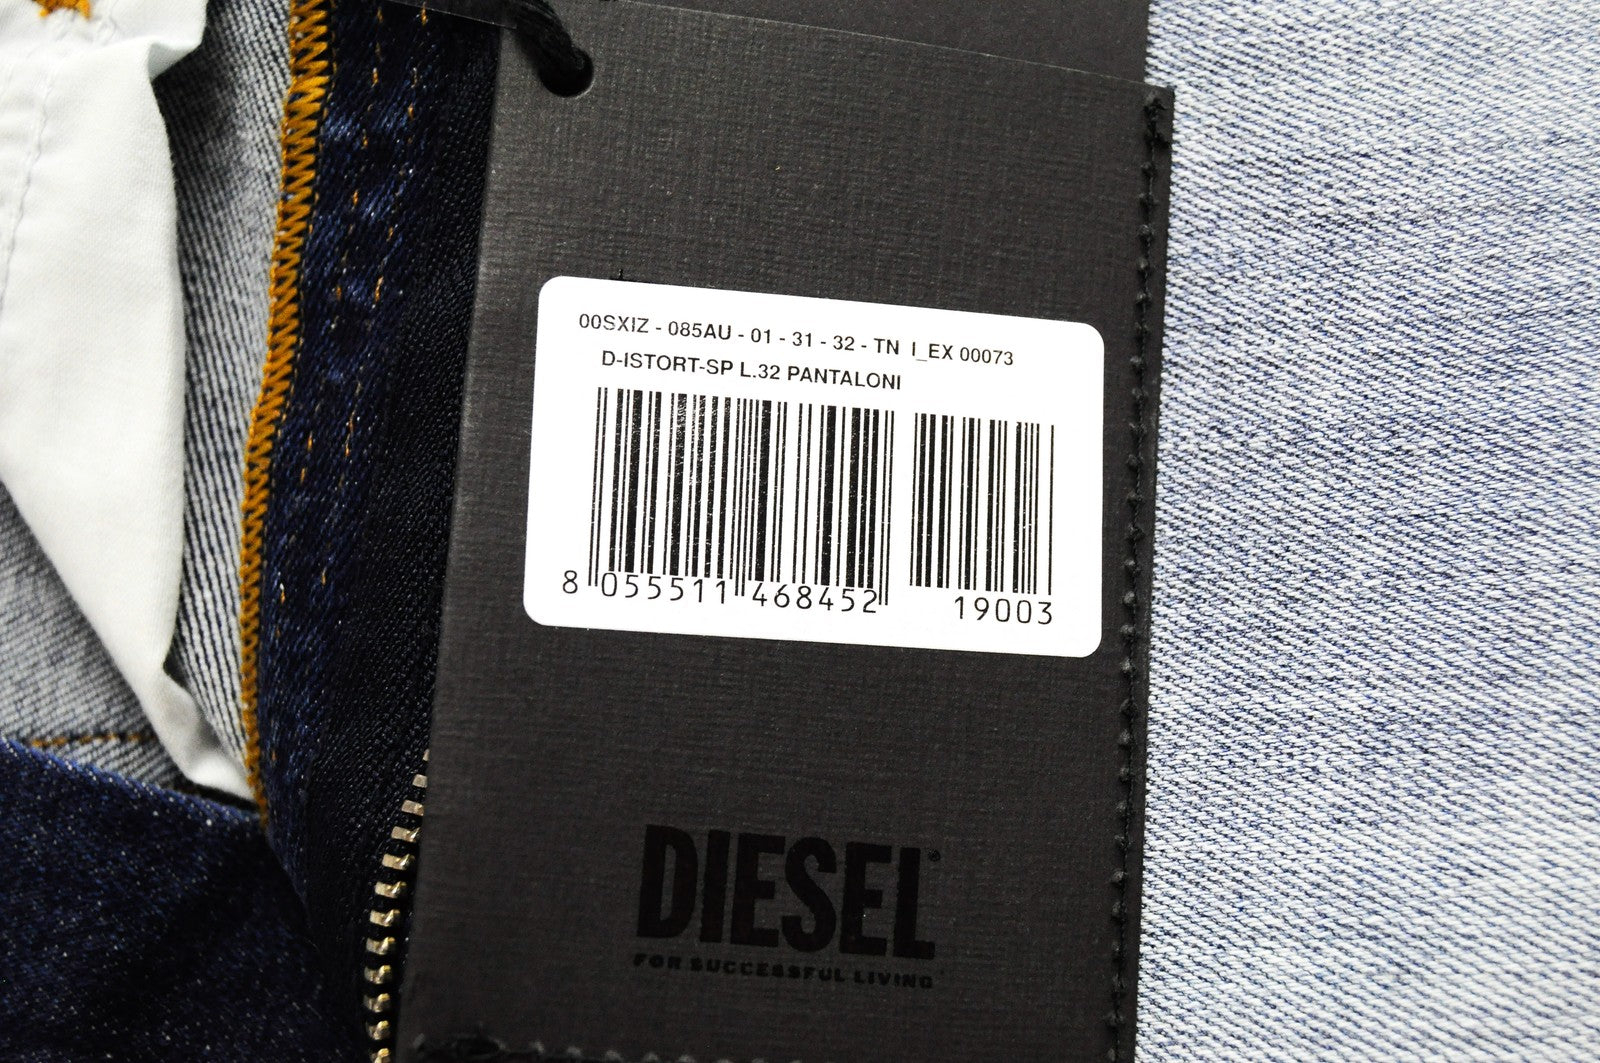 00SXIZ - 085AU - 01 - 31 - 32 - TN I_EX 00073
D-ISTORT-SP L.32 PANTALONI
8 055511 468452 19003
DIESEL
FOR SUCCESSFUL LIVING